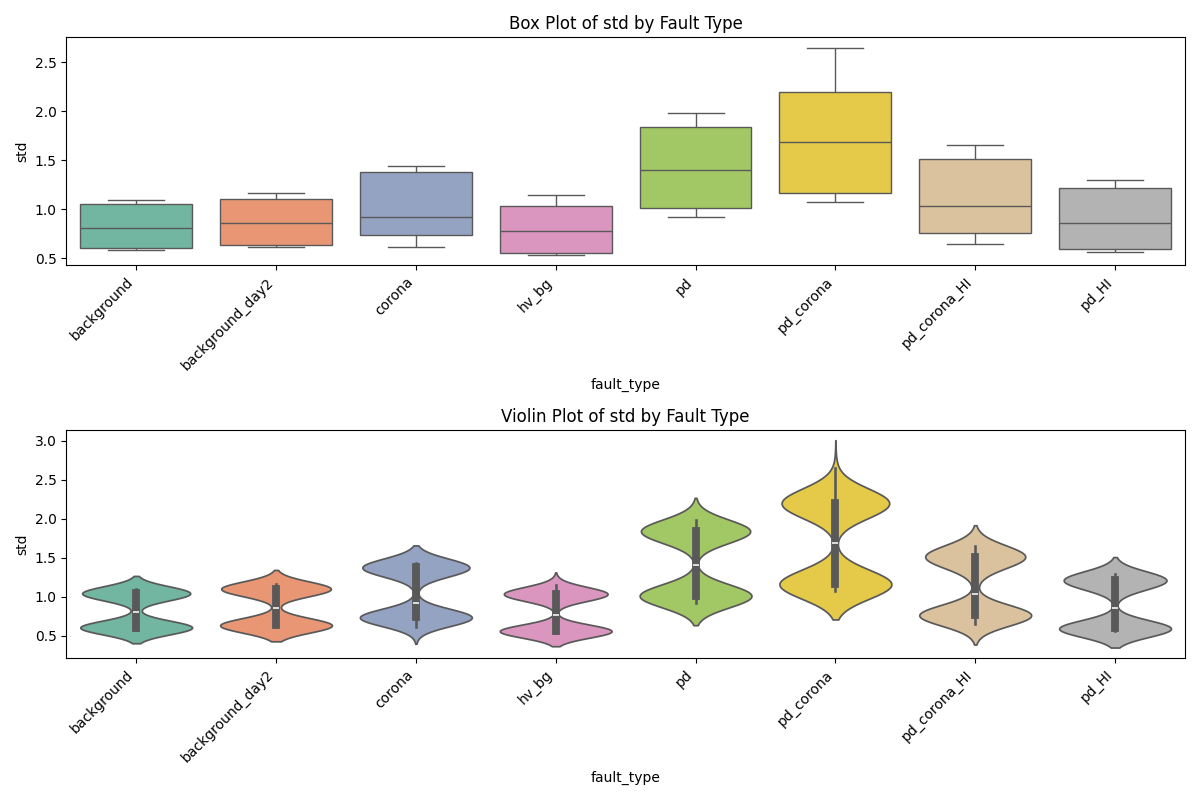 Box Plot of std by Fault Type
2.5
2.0
1.5
1.0
0.5
std
background
background_day2
corona
hv_bg
pd
pd_corona
pd_corona_HI
pd_HI
fault_type
Violin Plot of std by Fault Type
3.0
2.5
2.0
1.5
1.0
0.5
std
background
background_day2
corona
hv_bg
pd
pd_corona
pd_corona_HI
pd_HI
fault_type